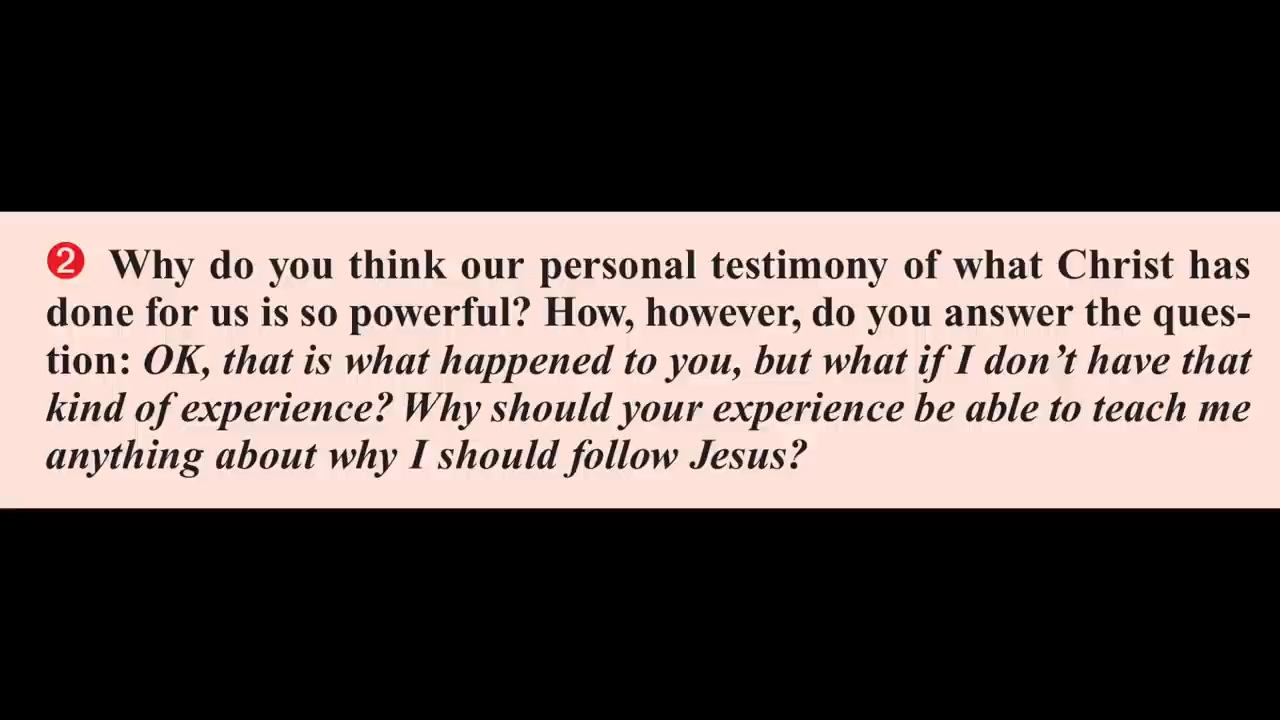 2 Why do you think our personal testimony of what Christ has
done for us is so powerful? How, however, do you answer the ques-
tion: OK, that is what happened to you, but what if I don’t have that
kind of experience? Why should your experience be able to teach me
anything about why I should follow Jesus?